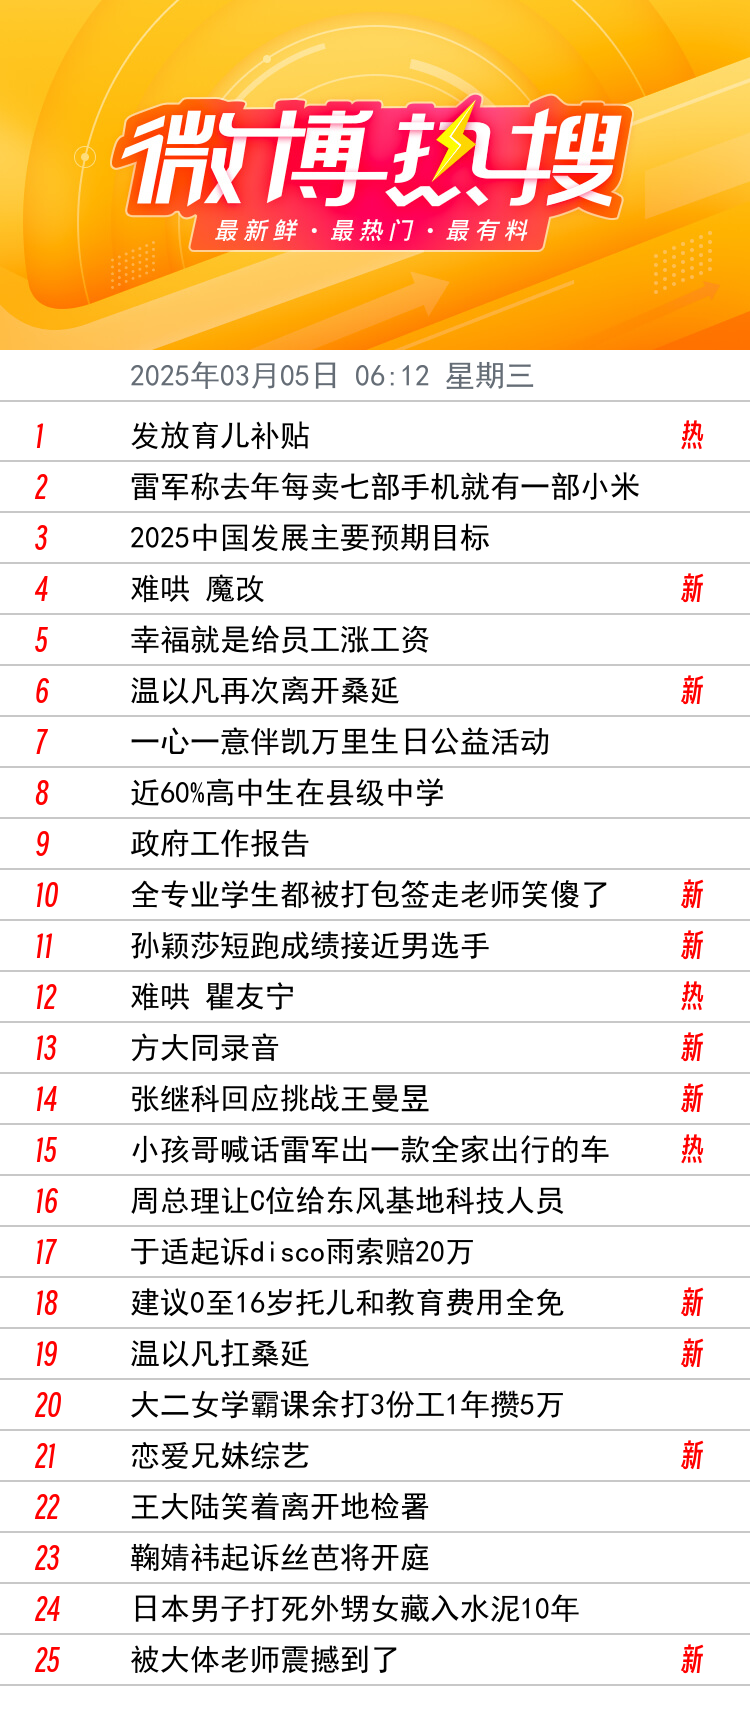 微博热搜
最新鲜·最热门·最有料
2025年03月05日 06:12 星期三
1 发放育儿补贴 热
2 雷军称去年每卖七部手机就有一部小米
3 2025中国发展主要预期目标
4 难哄 魔改 新
5 幸福就是给员工涨工资
6 温以凡再次离开桑延 新
7 一心一意伴凯万里生日公益活动
8 近60%高中生在县级中学
9 政府工作报告
10 全专业学生都被打包签走老师笑傻了 新
11 孙颖莎短跑成绩接近男选手 新
12 难哄 瞿友宁 热
13 方大同录音 新
14 张继科回应挑战王曼昱 新
15 小孩哥喊话雷军出一款全家出行的车 热
16 周总理让C位给东风基地科技人员
17 于适起诉disco雨索赔20万
18 建议0至16岁托儿和教育费用全免 新
19 温以凡扛桑延 新
20 大二女学霸课余打3份工1年攒5万
21 恋爱兄妹综艺 新
22 王大陆笑着离开地检署
23 鞠婧祎起诉丝芭将开庭
24 日本男子打死外甥女藏入水泥10年
25 被大体老师震撼到了 新